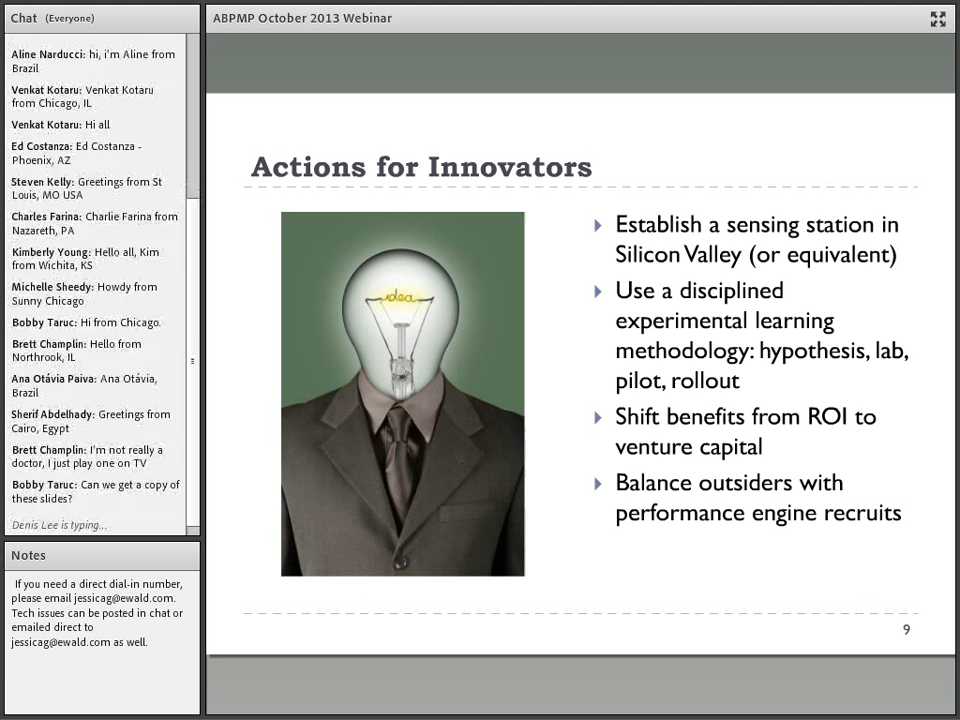 Chat (Everyone)
Aline Narducci: hi, i'm Aline from
Brazil
Venkat Kotaru: Venkat Kotaru
from Chicago, IL
Venkat Kotaru: Hi all
Ed Costanza: Ed Costanza -
Phoenix, AZ
Steven Kelly: Greetings from St
Louis, MO USA
Charles Farina: Charlie Farina from
Nazareth, PA
Kimberly Young: Hello all, Kim
from Wichita, KS
Michelle Sheedy: Howdy from
Sunny Chicago
Bobby Taruc: Hi from Chicago.
Brett Champlin: Hello from
Northrook, IL
Ana Otávia Paiva: Ana Otávia,
Brazil
Sherif Abdelhady: Greetings from
Cairo, Egypt
Brett Champlin: I'm not really a
doctor, I just play one on TV
Bobby Taruc: Can we get a copy of
these slides?
Denis Lee is typing...
Notes
If you need a direct dial-in number,
please email jessicag@ewald.com.
Tech issues can be posted in chat or
emailed direct to
jessicag@ewald.com as well.
ABPMP October 2013 Webinar
Actions for Innovators
idea
Establish a sensing station in
Silicon Valley (or equivalent)
Use a disciplined
experimental learning
methodology: hypothesis, lab,
pilot, rollout
Shift benefits from ROI to
venture capital
Balance outsiders with
performance engine recruits
9